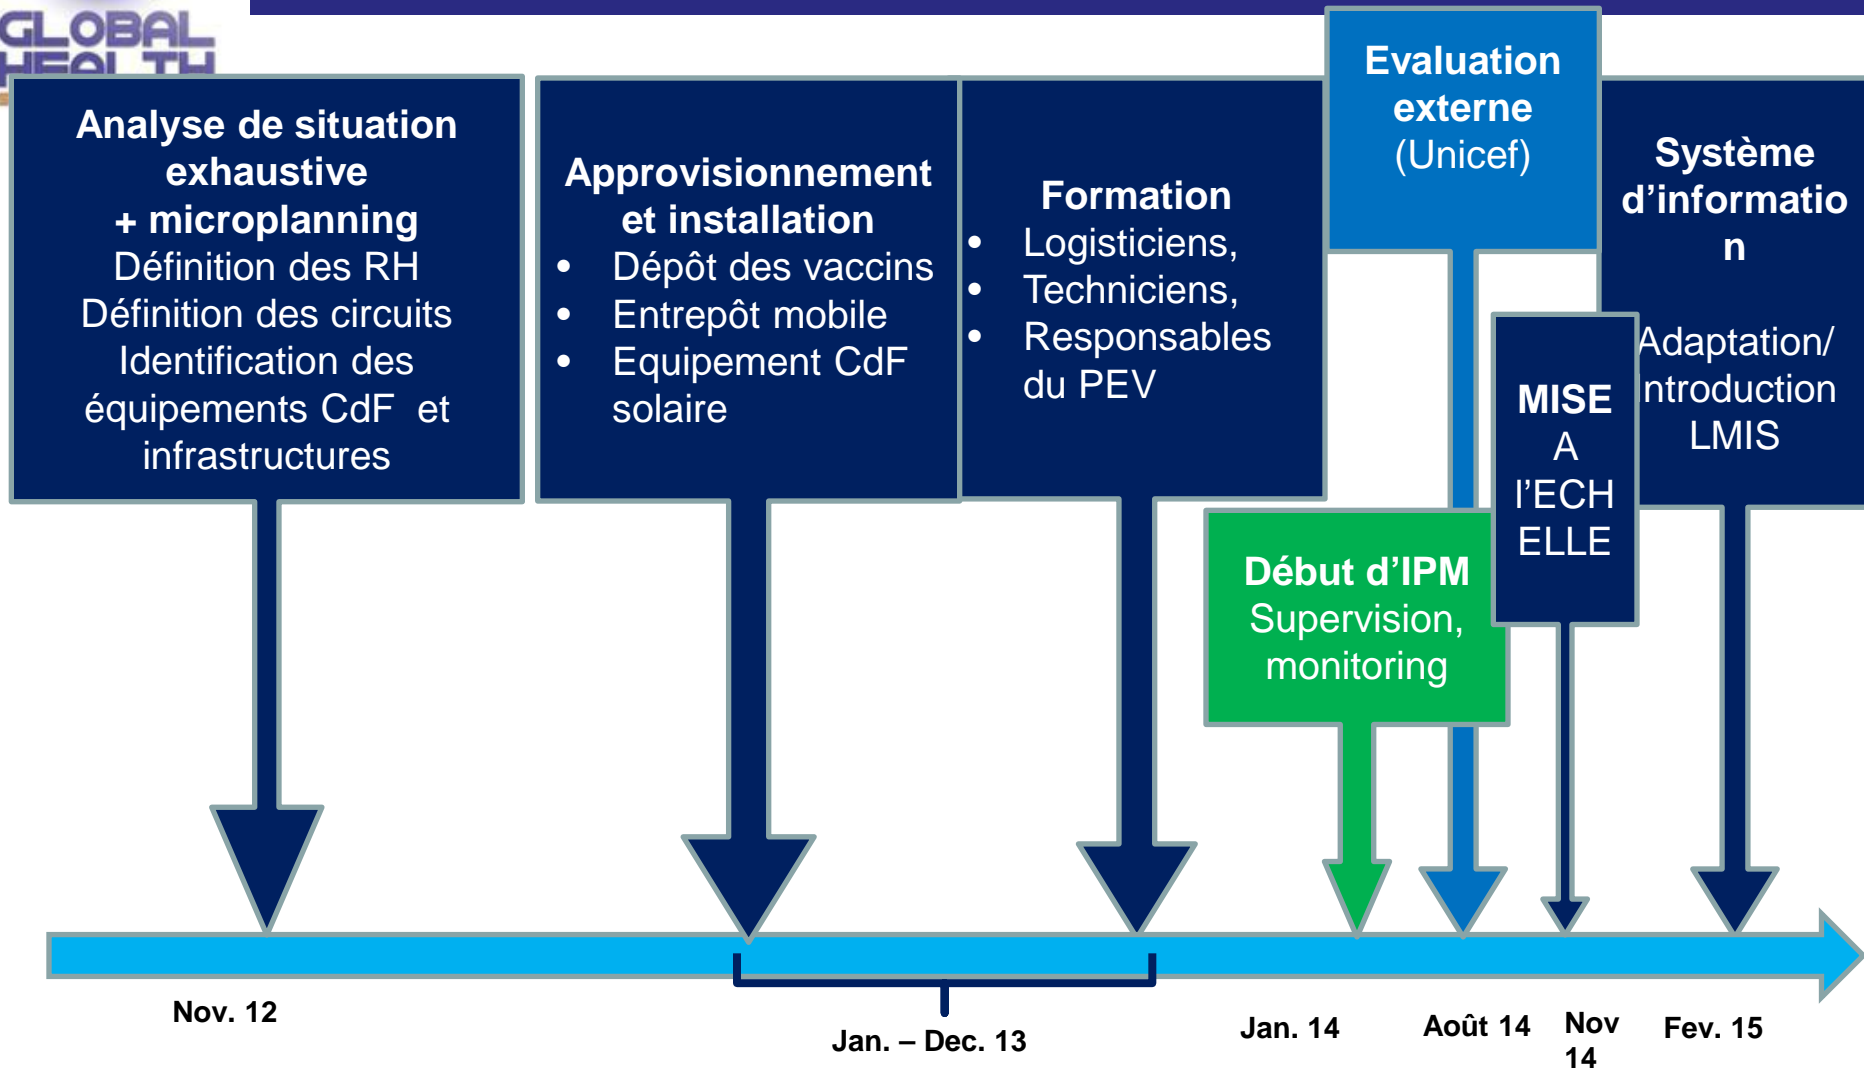 GLOBAL
HEALTH
Analyse de situation
exhaustive
+ microplanning
Définition des RH
Définition des circuits
Identification des
équipements CdF et
infrastructures
Approvisionnement
et installation
• Dépôt des vaccins
• Entrepôt mobile
• Equipement CdF
solaire
Formation
• Logisticiens,
• Techniciens,
• Responsables
du PEV
Evaluation
externe
(Unicef)
Système
d’informatio
n
Adaptation/
ntroduction
LMIS
MISE
A
l’ECH
ELLE
Début d’IPM
Supervision,
monitoring
Nov. 12
Jan. – Dec. 13
Jan. 14
Août 14
Nov
14
Fev. 15